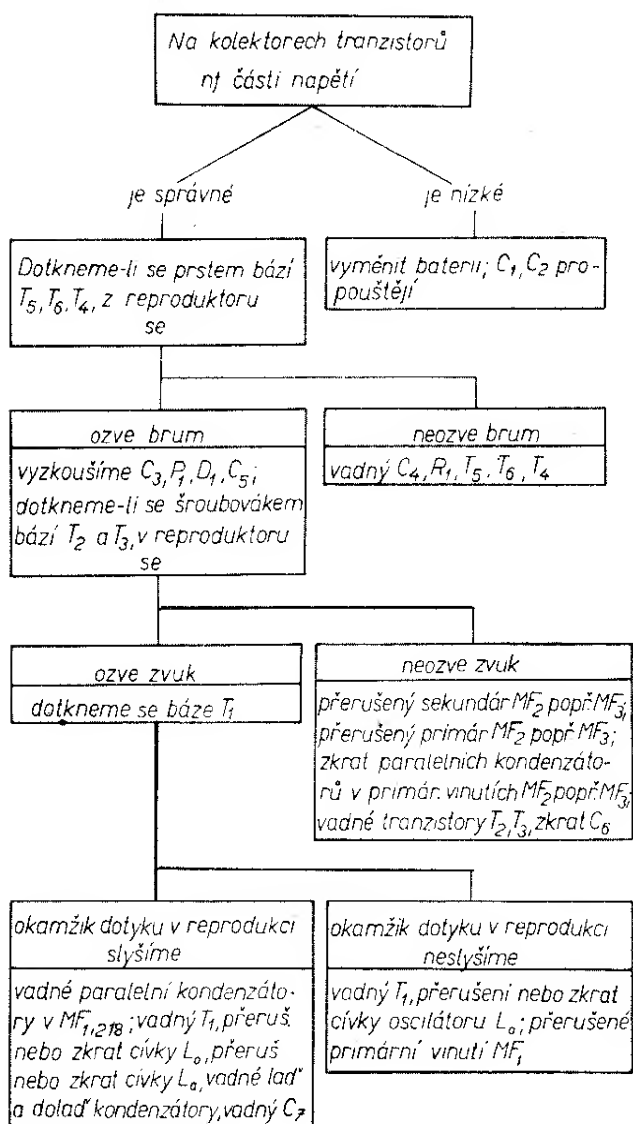 Na kolektorech tranzistorů
nf části napětí
je správné
je nízké
Dotkneme-li se prstem bází
T5, T6, T4, z reproduktoru
se
vyměnit baterii; C1, C2 pro-
pouštějí
ozve brum
vyzkoušíme C3, P1, D1, C5;
dotkneme-li se šroubovákem
bází T2 a T3, v reproduktoru
se
neozve brum
vadný C4, R1, T5, T6, T4
ozve zvuk
dotkneme se báze T1
neozve zvuk
přerušený sekundár MF2 popř. MF3;
přerušený primár MF2 popř. MF3;
zkrat paralelních kondenzáto-
rů v primár. vinutích MF2 popř. MF3;
vadné tranzistory T2, T3, zkrat C6
okamžik dotyku v reprodukci
slyšíme
vadné paralelní kondenzáto-
ry v MF1,2 a 3; vadný T1, přeruš.
nebo zkrat cívky Lo, přeruš
nebo zkrat cívky La, vadné laď
a dolaď kondenzátory, vadný C7
okamžik dotyku v reprodukci
neslyšíme
vadný T1, přerušení nebo zkrat
cívky oscilátoru Lo; přerušené
primární vinutí MF1